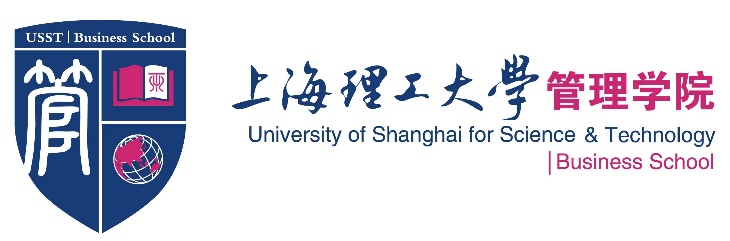 USST | Business School
管
上海理工大學管理学院
University of Shanghai for Science & Technology
|Business School